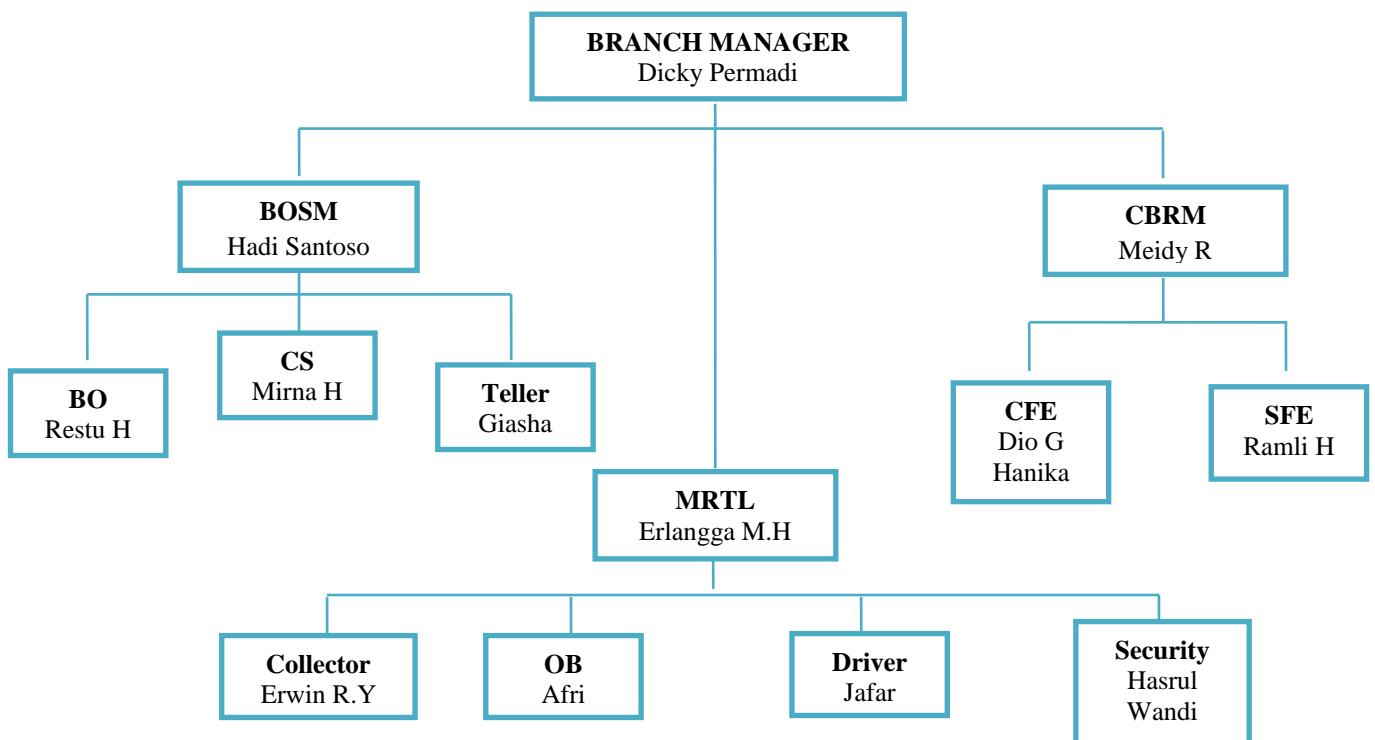 BRANCH MANAGER
Dicky Permadi
BOSM
Hadi Santoso
CBRM
Meidy R
BO
Restu H
CS
Mirna H
Teller
Giasha
CFE
Dio G
Hanika
SFE
Ramli H
MRTL
Erlangga M.H
Collector
Erwin R.Y
OB
Afri
Driver
Jafar
Security
Hasrul
Wandi